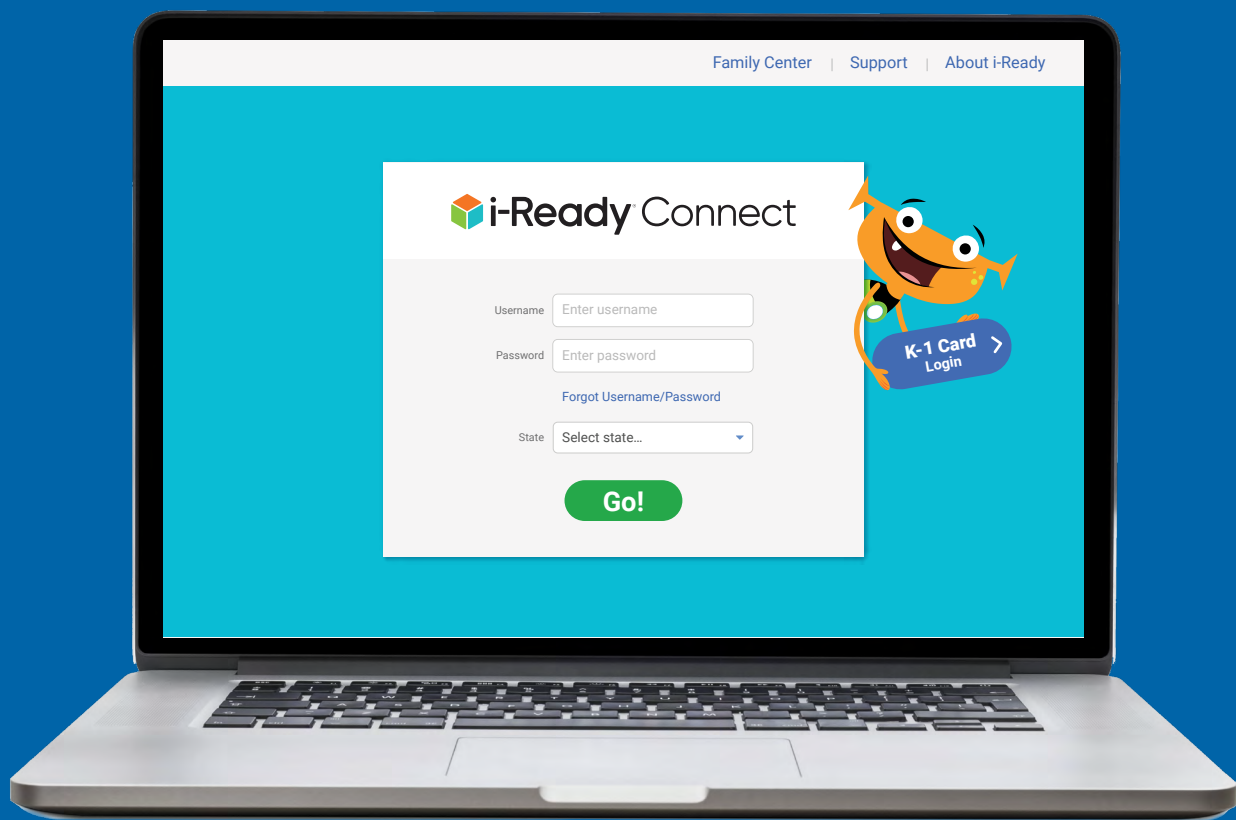 Family Center | Support | About i-Ready
i-Ready Connect
Username Enter username
Password Enter password
Forgot Username/Password
State Select state...
Go!
K-1 Card
Login